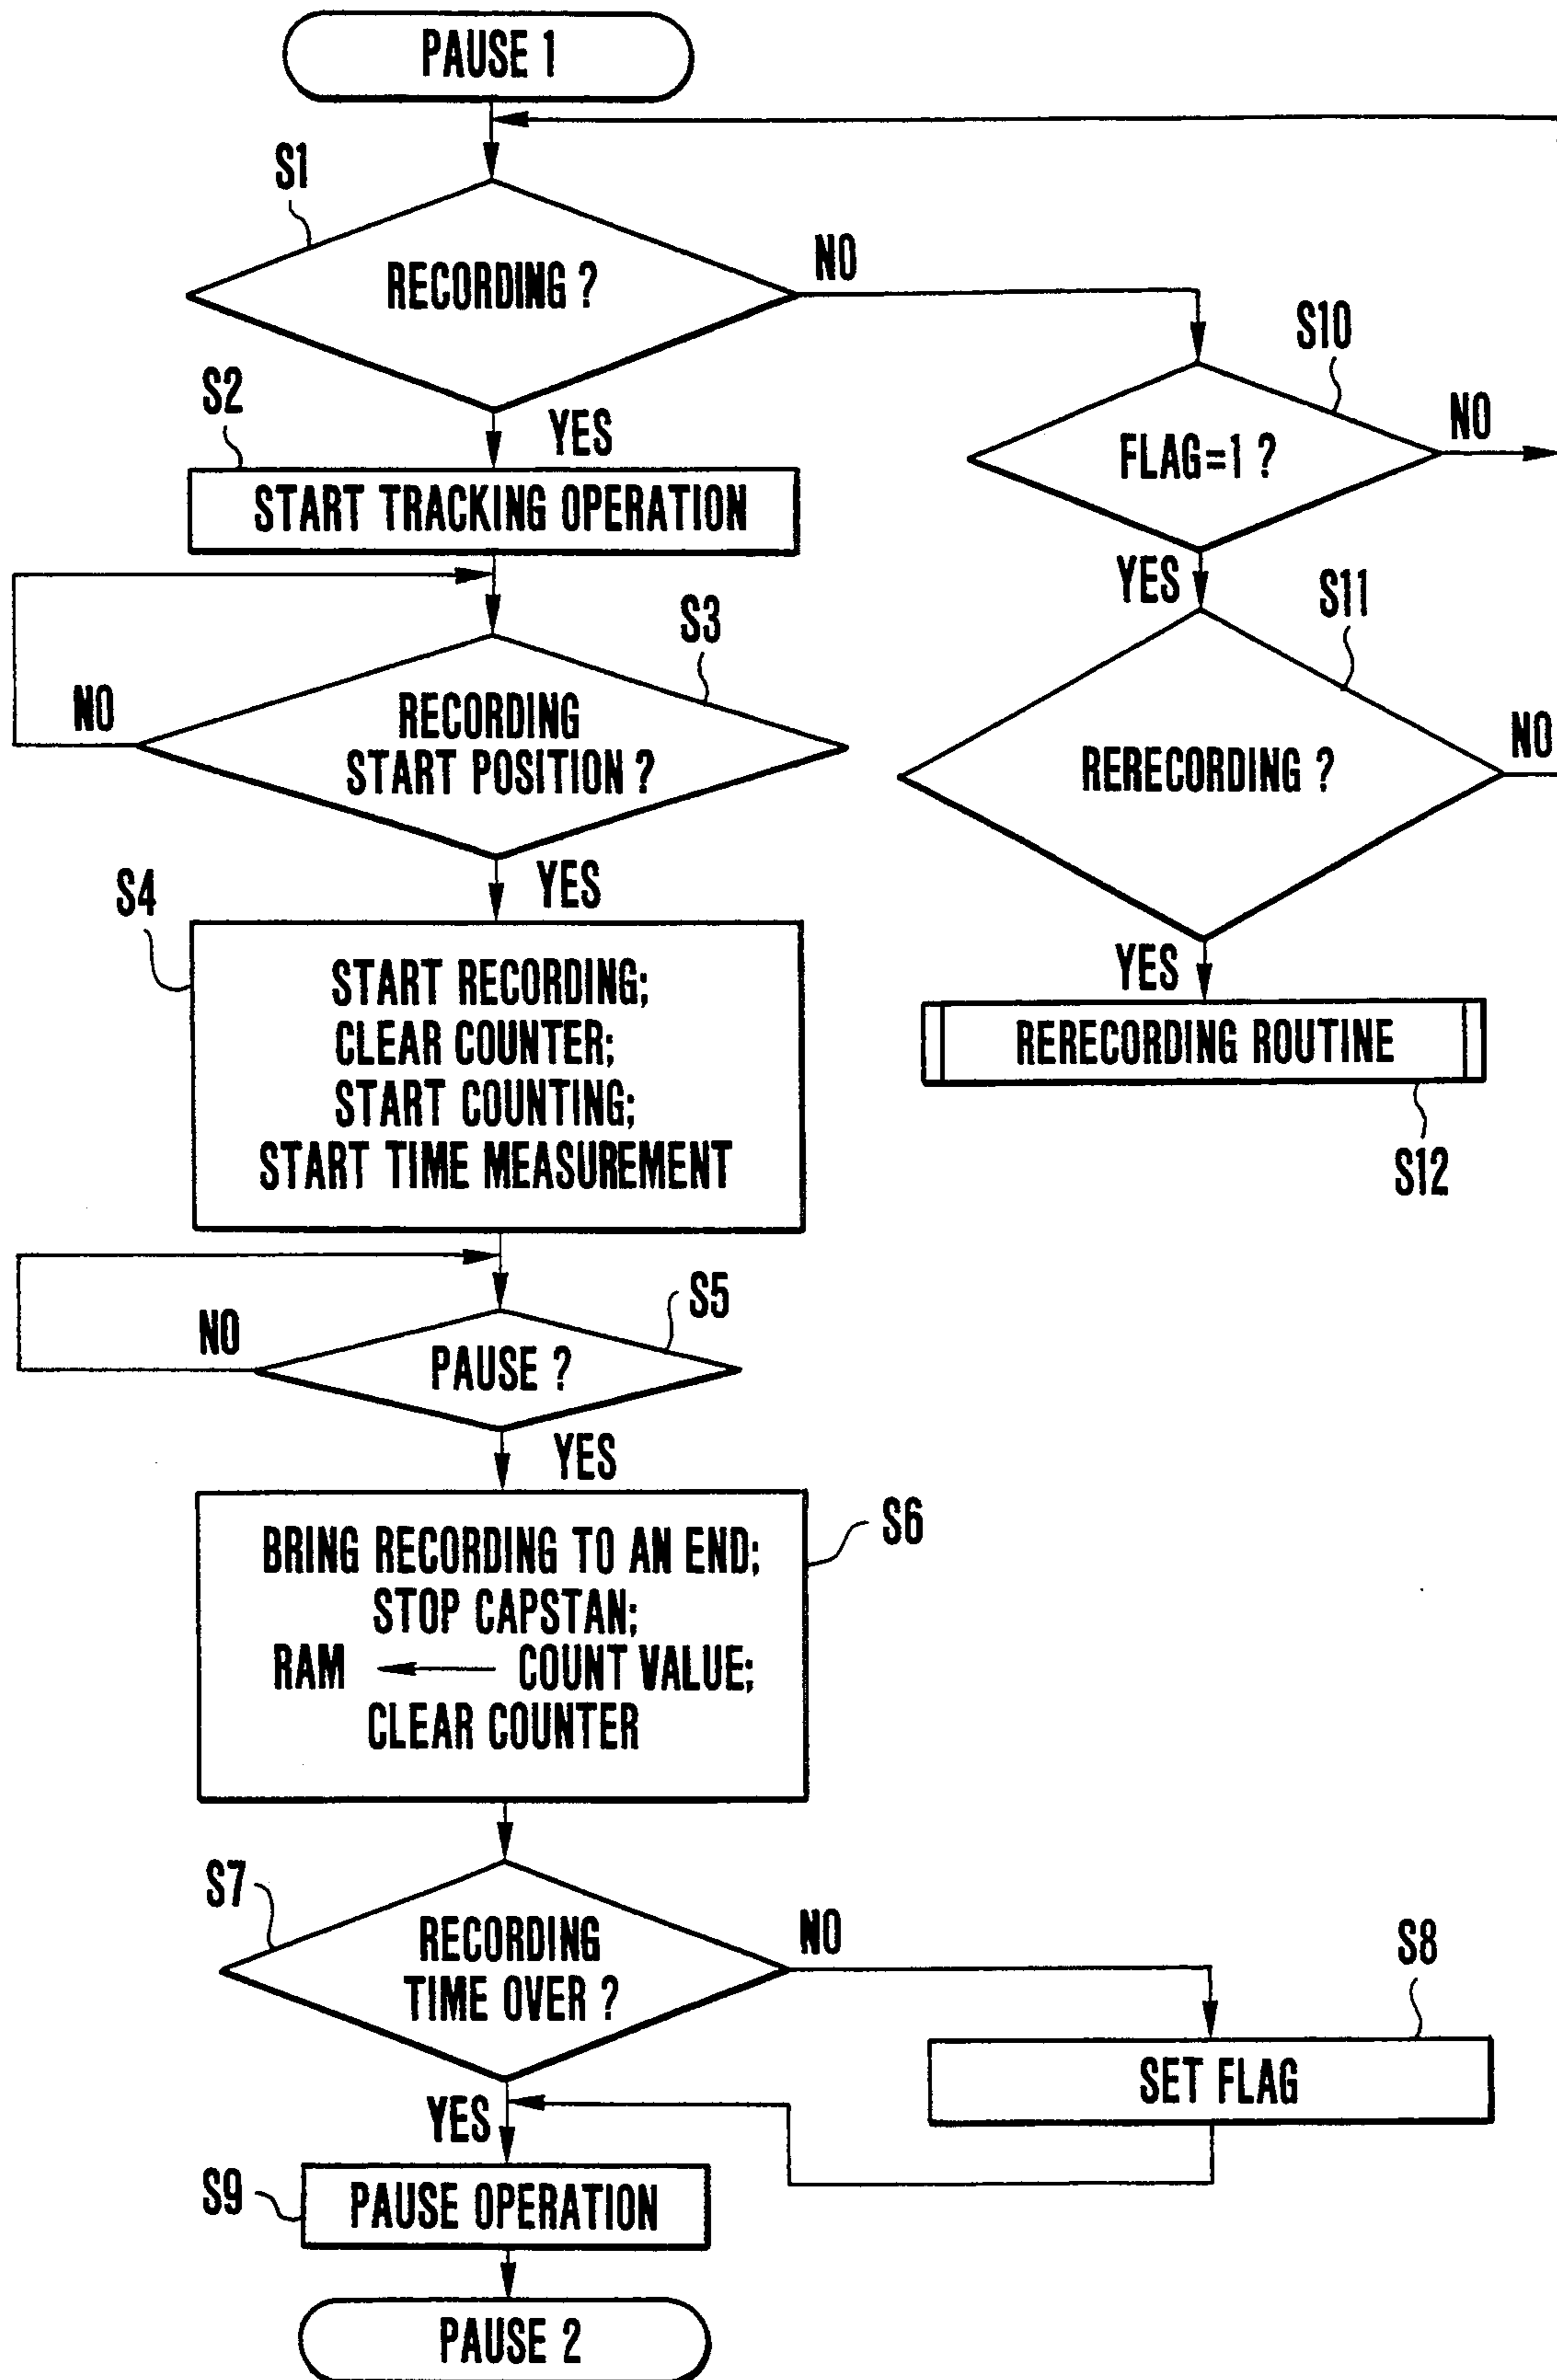 PAUSE 1
S1
RECORDING ?
NO
S10
FLAG=1 ?
NO
S2
YES
START TRACKING OPERATION
YES
S11
S3
NO
RECORDING
START POSITION ?
RERECORDING ?
NO
S4
YES
START RECORDING;
CLEAR COUNTER;
START COUNTING;
START TIME MEASUREMENT
YES
RERECORDING ROUTINE
S12
S5
NO
PAUSE ?
YES
S6
BRING RECORDING TO AN END;
STOP CAPSTAN;
RAM ← COUNT VALUE;
CLEAR COUNTER
S7
RECORDING
TIME OVER ?
NO
S8
SET FLAG
YES
S9
PAUSE OPERATION
PAUSE 2